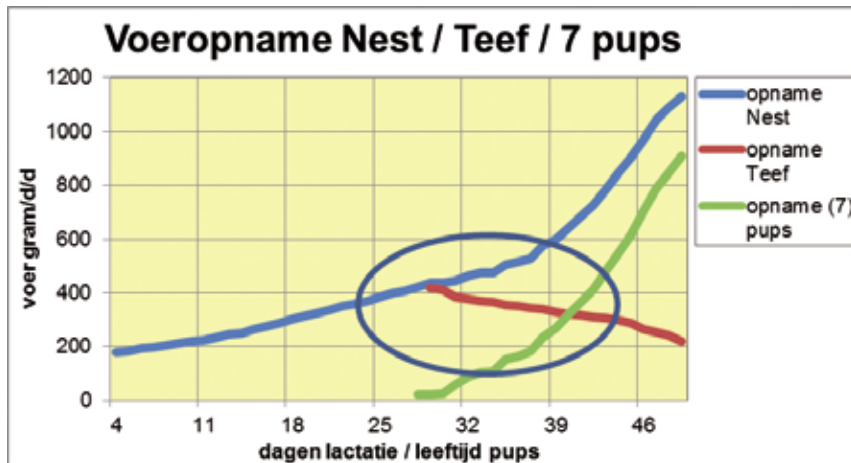 Voeropname Nest / Teef / 7 pups
1200
1000
800
600
400
200
0
voer gram/d/d
4 11 18 25 32 39 46
dagen lactatie / leeftijd pups
opname
Nest
opname
Teef
opname (7)
pups